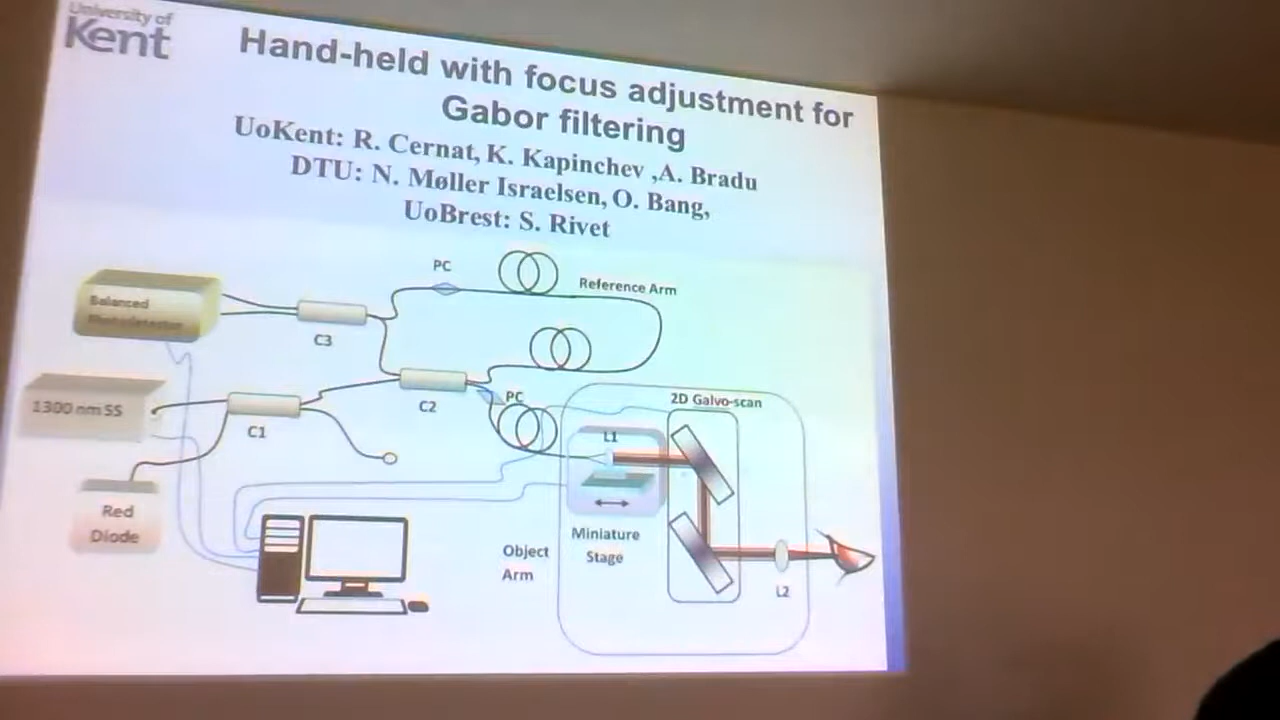 University of
Kent
Hand-held with focus adjustment for
Gabor filtering
UoKent: R. Cernat, K. Kapinchev ,A. Bradu
DTU: N. Møller Israelsen, O. Bang,
UoBrest: S. Rivet
PC
Reference Arm
Balanced
Photodetector
C3
PC
2D Galvo-scan
1300 nm SS
C2
C1
L1
Red
Diode
Miniature
Stage
Object
Arm
L2